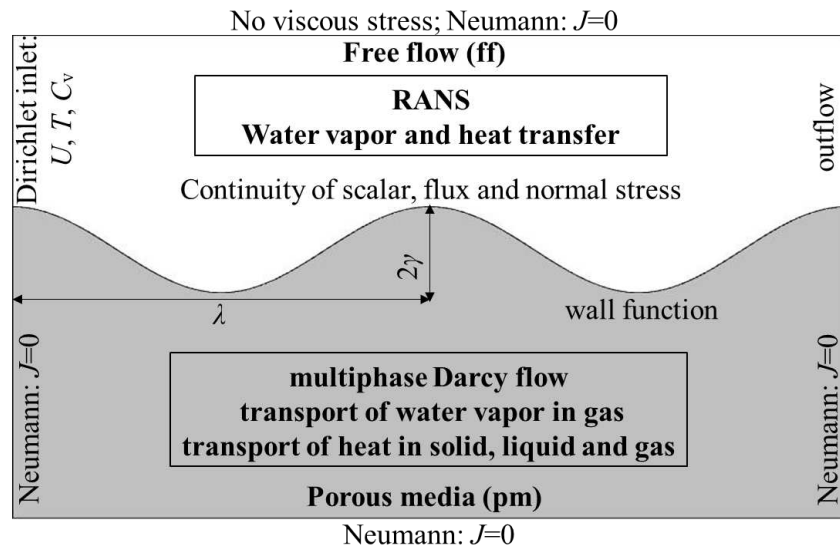 No viscous stress; Neumann: J=0
Dirichlet inlet:
U, T, Cv
Free flow (ff)
RANS
Water vapor and heat transfer
outflow
Continuity of scalar, flux and normal stress
2γ
λ
wall function
Neumann: J=0
multiphase Darcy flow
transport of water vapor in gas
transport of heat in solid, liquid and gas
Neumann: J=0
Porous media (pm)
Neumann: J=0